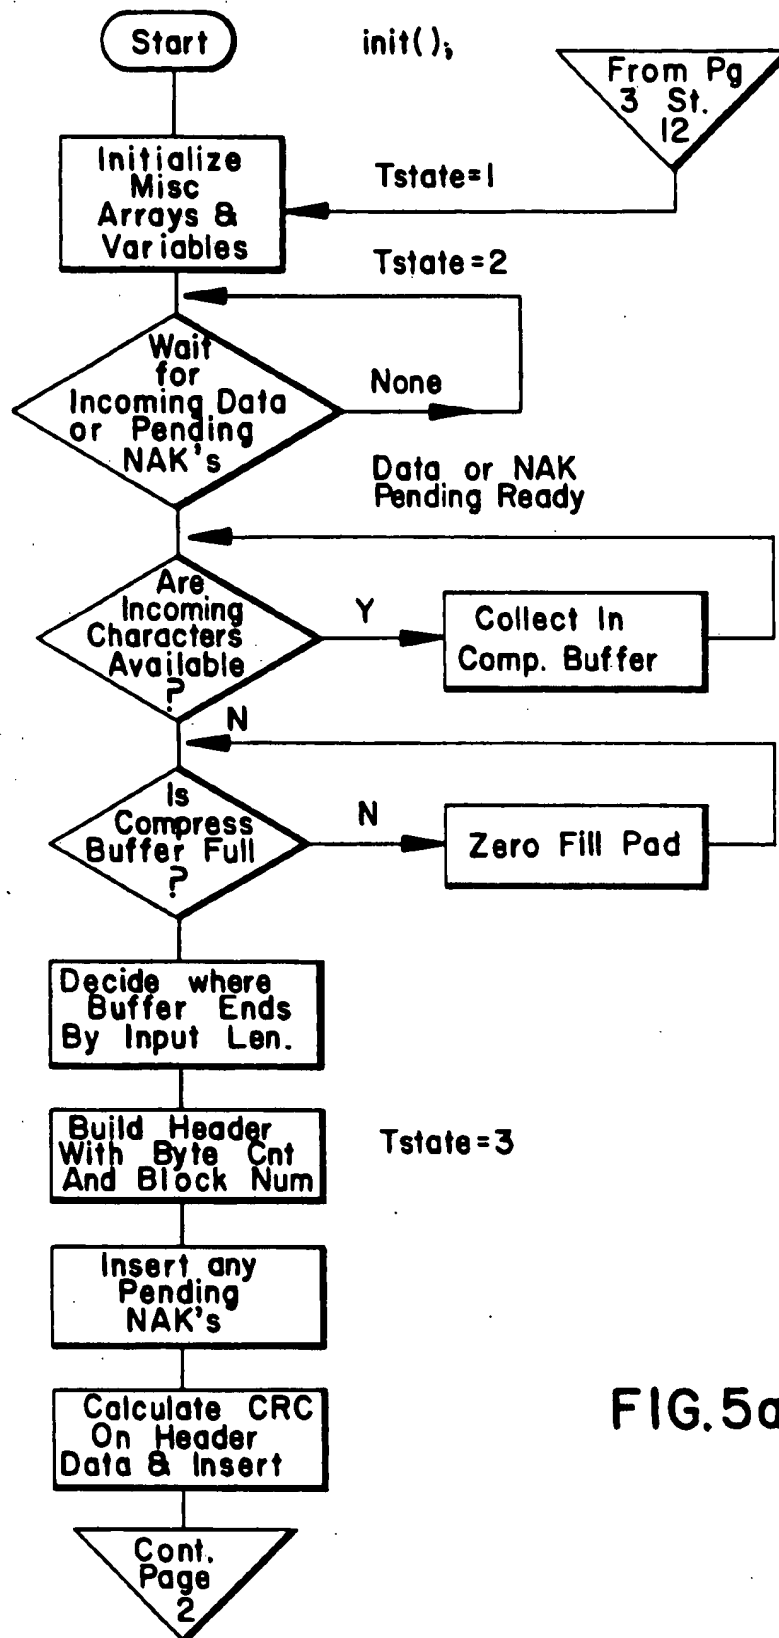 Start
init();
From Pg
3 St.
12
Initialize
Misc
Arrays &
Variables
Tstate=1
Tstate=2
Wait
for
Incoming Data
or Pending
NAK's
None
Data or NAK
Pending Ready
Are
Incoming
Characters
Available
?
Y
Collect In
Comp. Buffer
N
Is
Compress
Buffer Full
?
N
Zero Fill Pad
Decide where
Buffer Ends
By Input Len.
Build Header
With Byte Cnt
And Block Num
Tstate=3
Insert any
Pending
NAK's
Calculate CRC
On Header
Data & Insert
FIG.5a
Cont.
Page
2